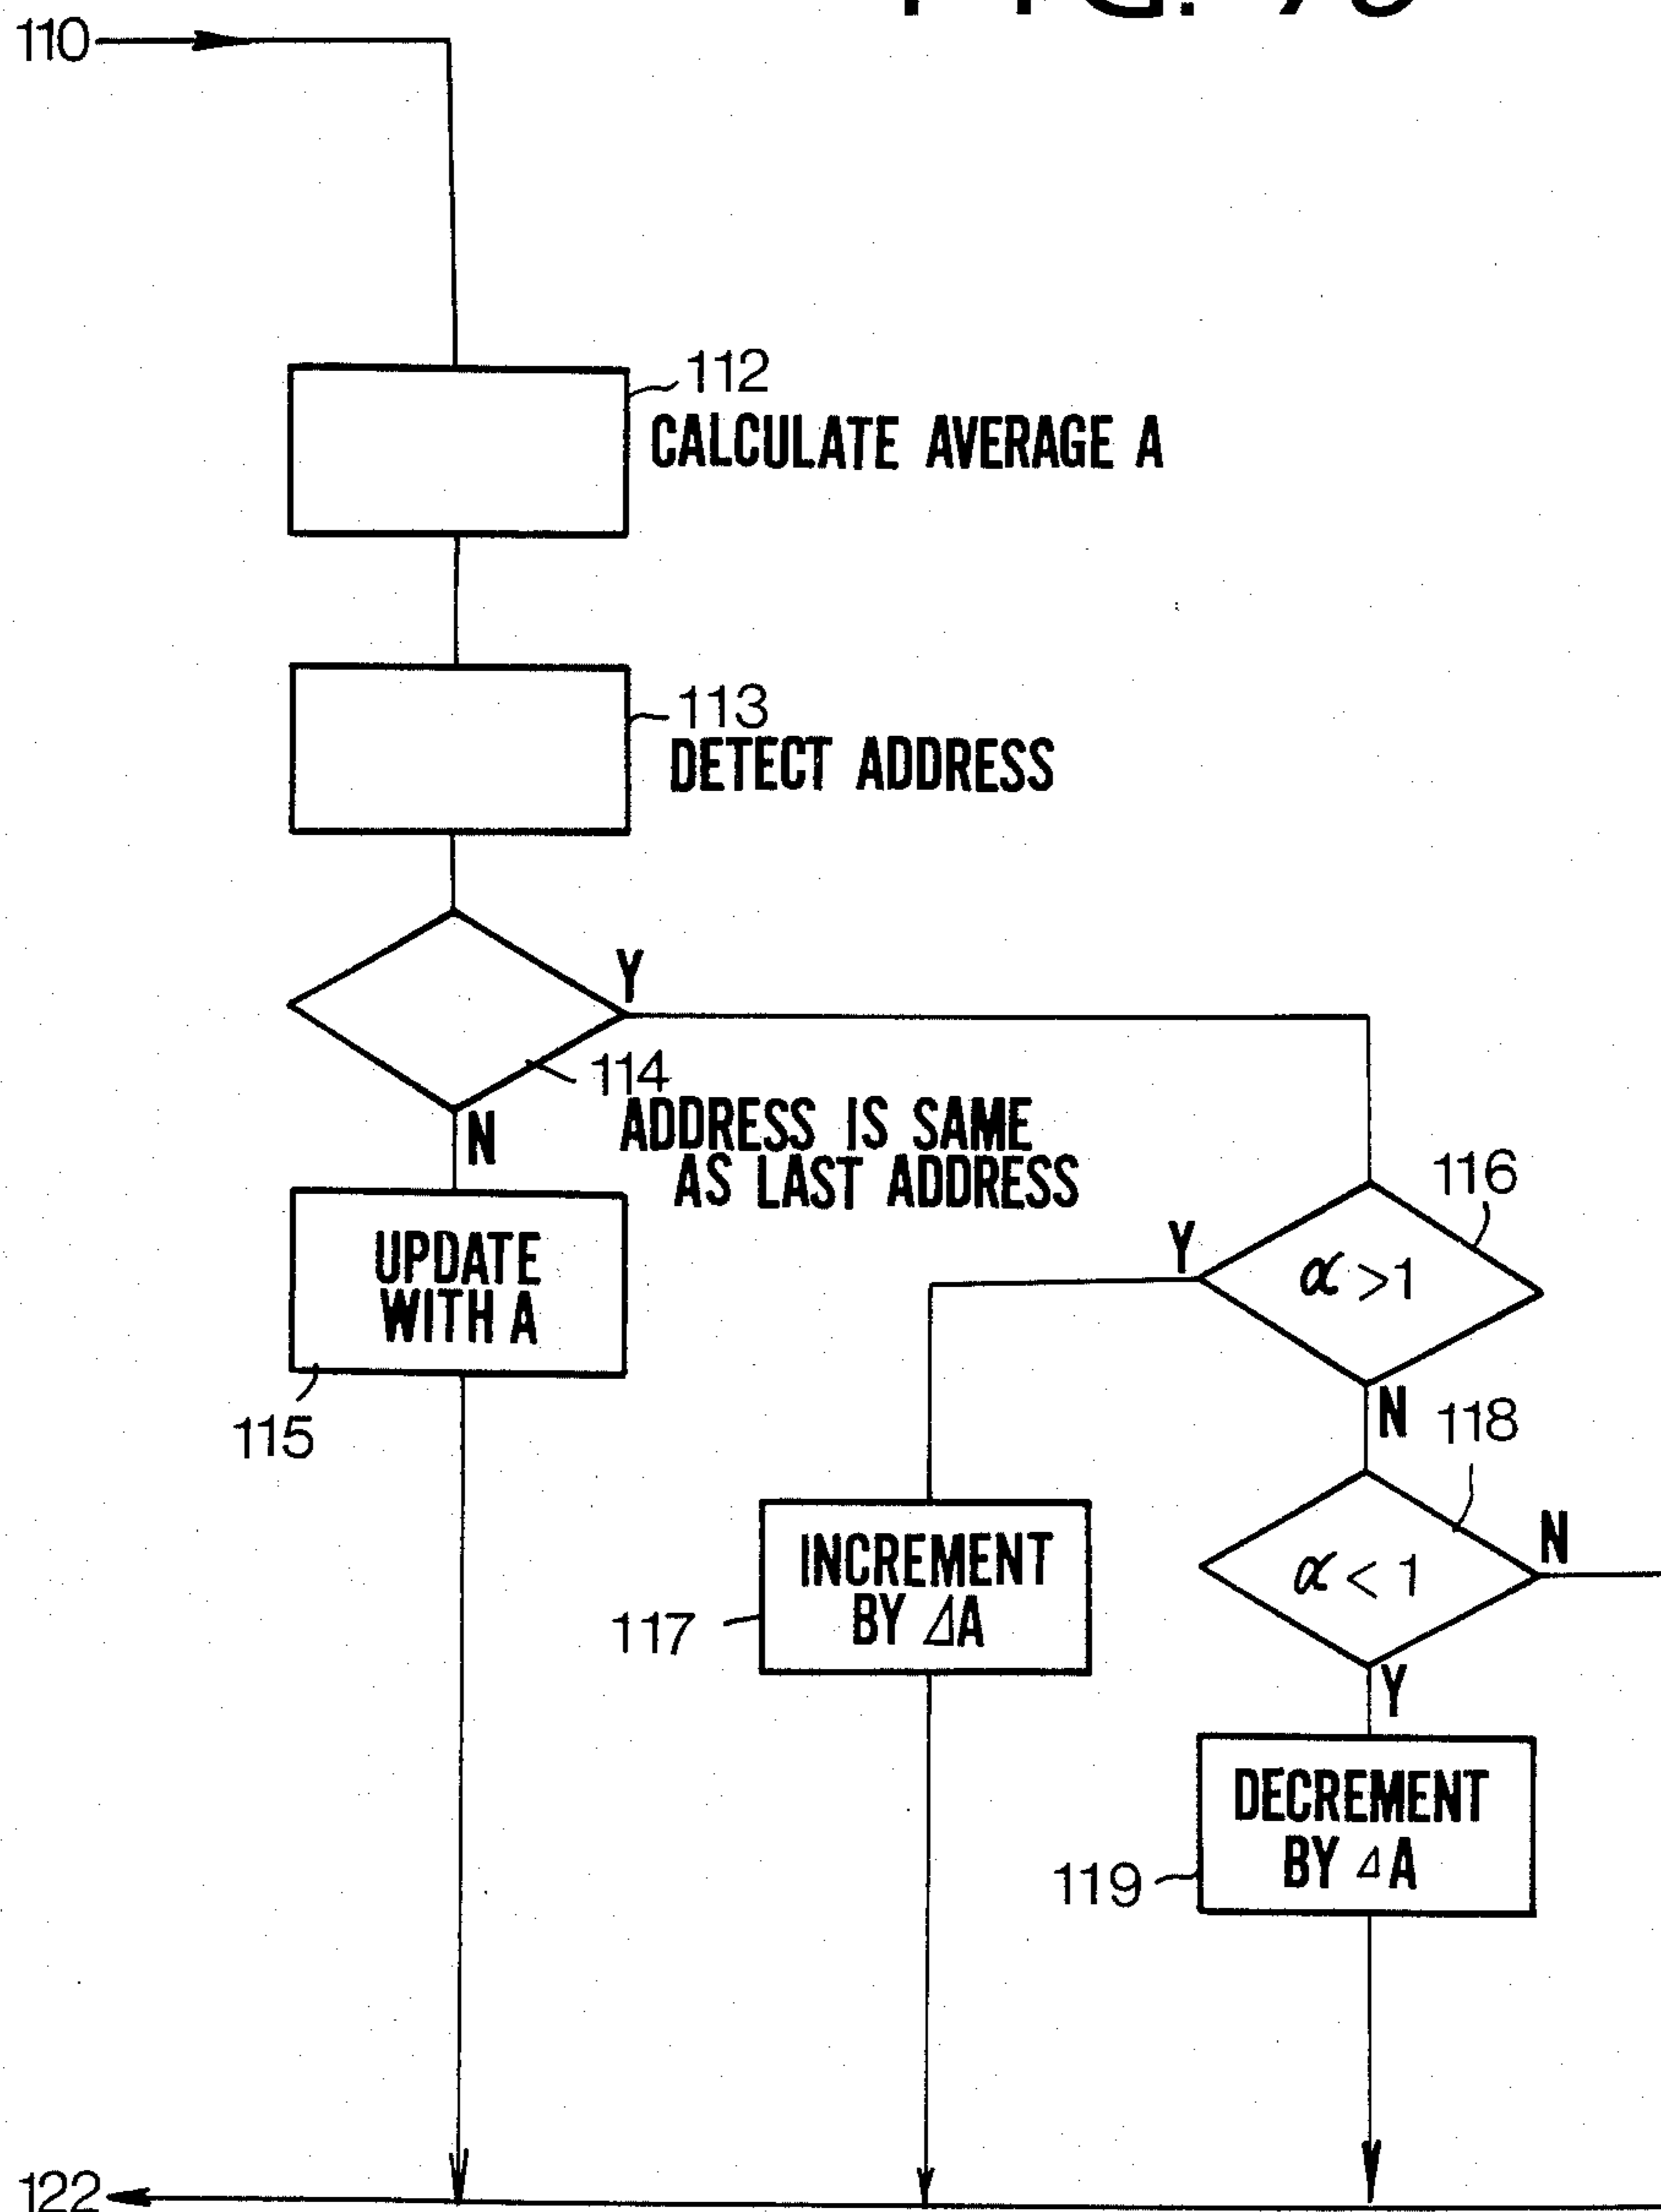 110
112
CALCULATE AVERAGE A
113
DETECT ADDRESS
Y
114
ADDRESS IS SAME
AS LAST ADDRESS
N
116
Y
α >1
UPDATE
WITH A
115
N
118
α < 1
N
INCREMENT
BY ΔA
117
Y
DECREMENT
BY ΔA
119
122